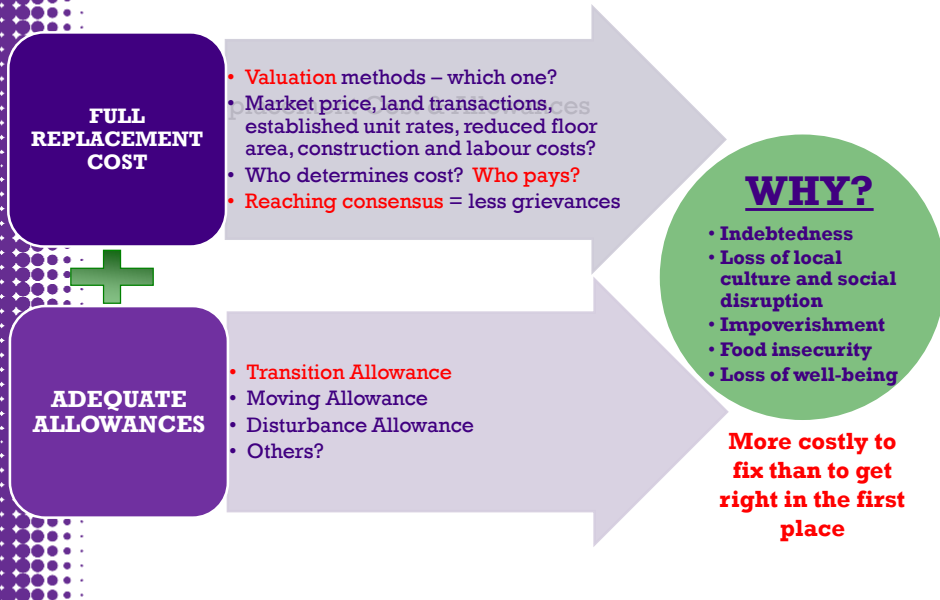 FULL
REPLACEMENT
COST
• Valuation methods – which one?
placement Cost & Allowances
• Market price, land transactions,
established unit rates, reduced floor
area, construction and labour costs?
• Who determines cost? Who pays?
• Reaching consensus = less grievances
ADEQUATE
ALLOWANCES
• Transition Allowance
• Moving Allowance
• Disturbance Allowance
• Others?
WHY?
• Indebtedness
• Loss of local
culture and social
disruption
• Impoverishment
• Food insecurity
• Loss of well-being
More costly to
fix than to get
right in the first
place